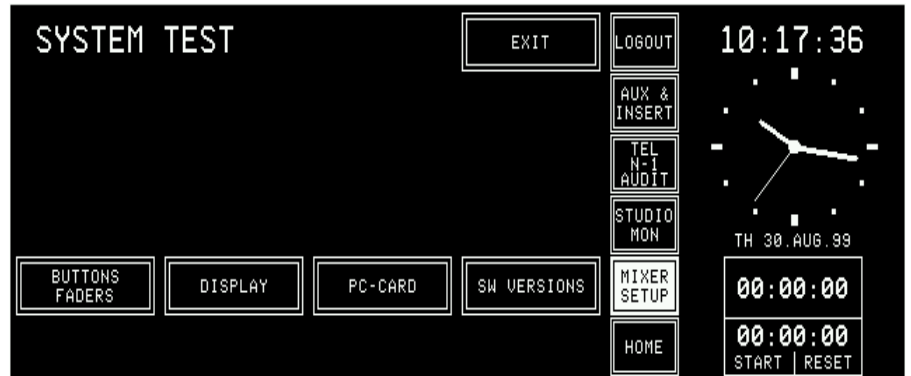 SYSTEM TEST
EXIT
LOGOUT
10:17:36
AUX &
INSERT
TEL
N-1
AUDIT
STUDIO
MON
TH 30.AUG.99
BUTTONS
FADERS
DISPLAY
PC-CARD
SW VERSIONS
MIXER
SETUP
00:00:00
HOME
00:00:00
START | RESET